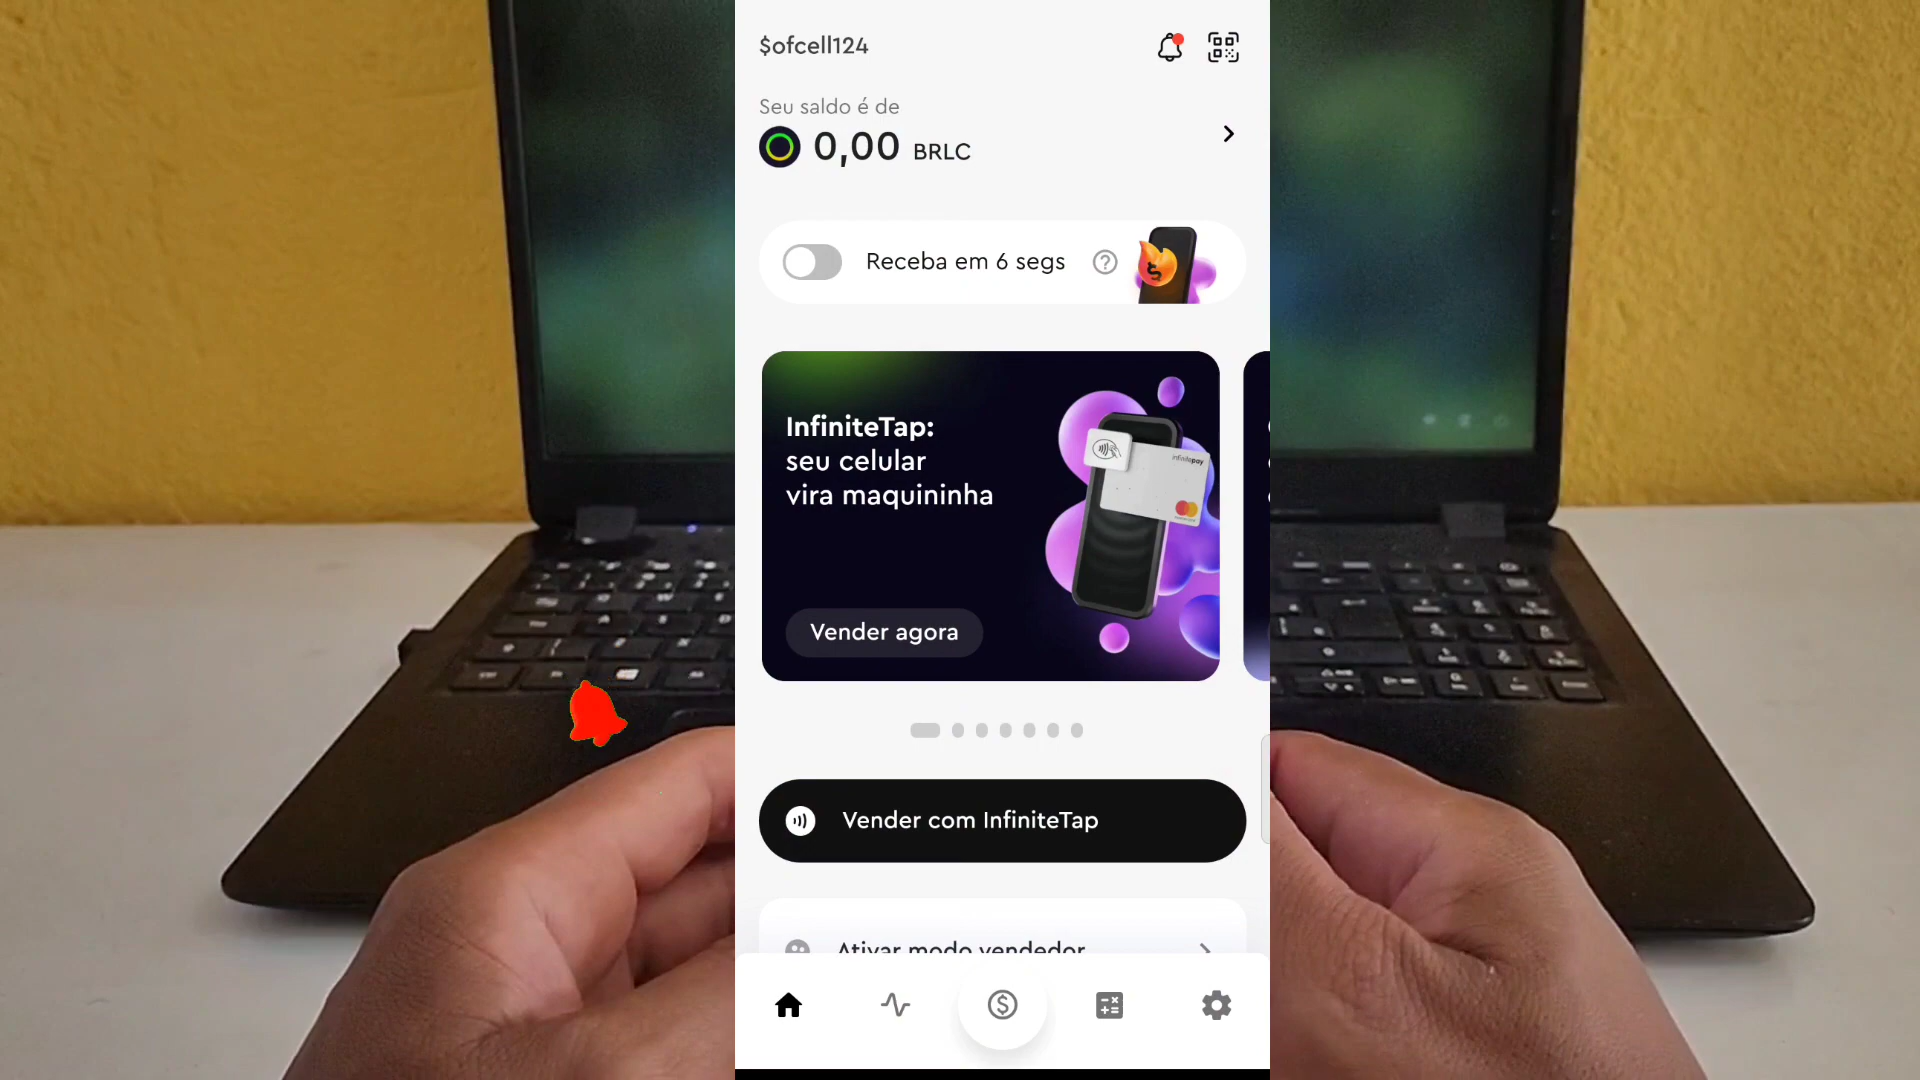 $ofcell124
Seu saldo é de
0,00 BRLC
Receba em 6 segs
?
InfiniteTap:
seu celular
vira maquininha
infinitepay
Vender agora
Vender com InfiniteTap
Ativar modo vendedor